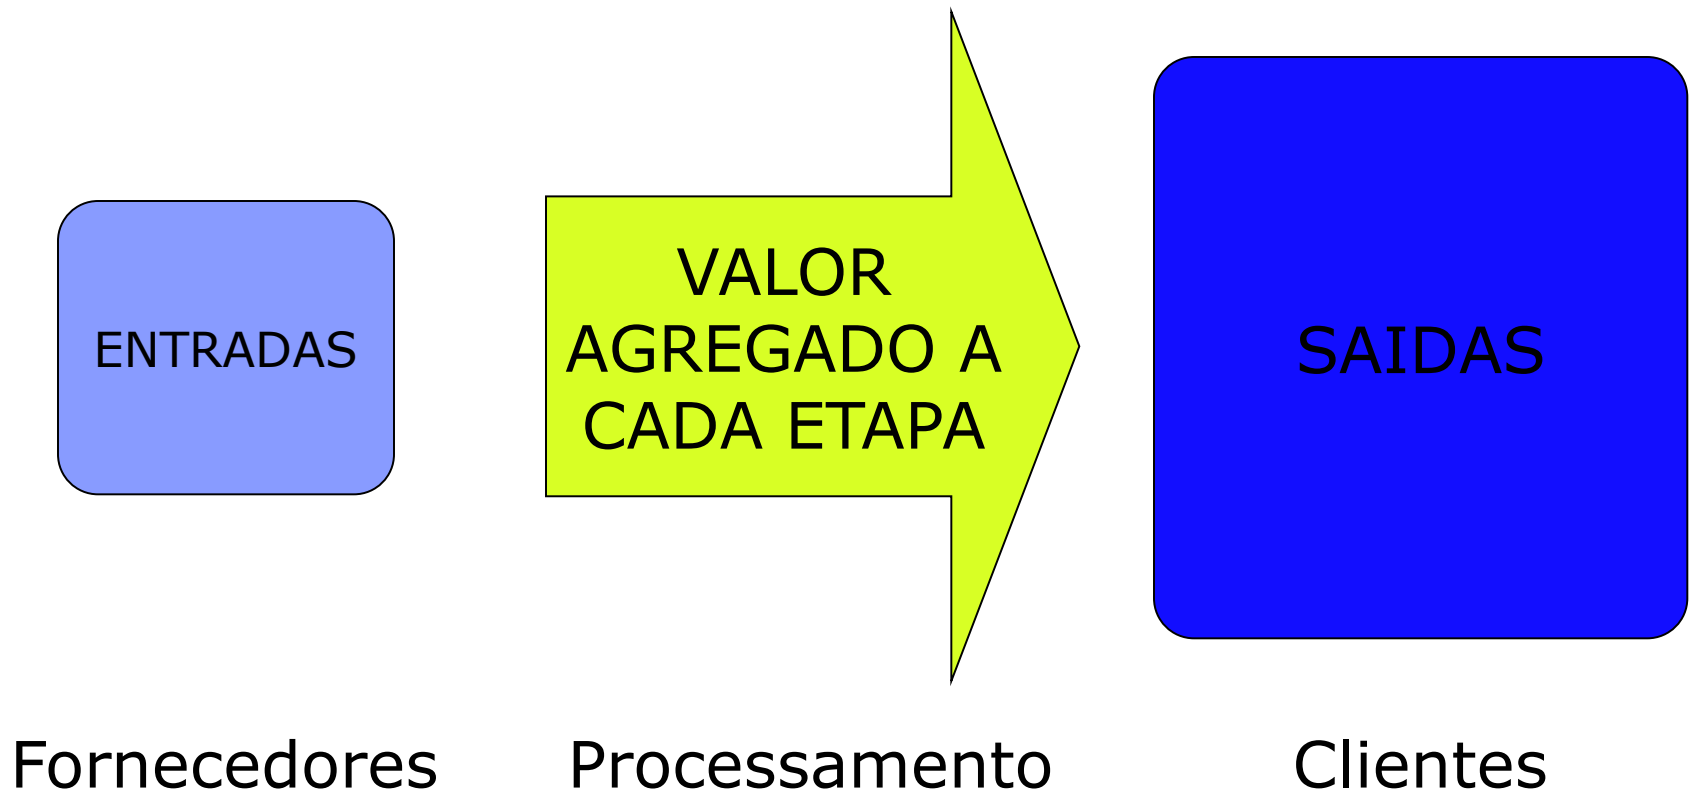 ENTRADAS
VALOR
AGREGADO A
CADA ETAPA
SAIDAS
Fornecedores
Processamento
Clientes